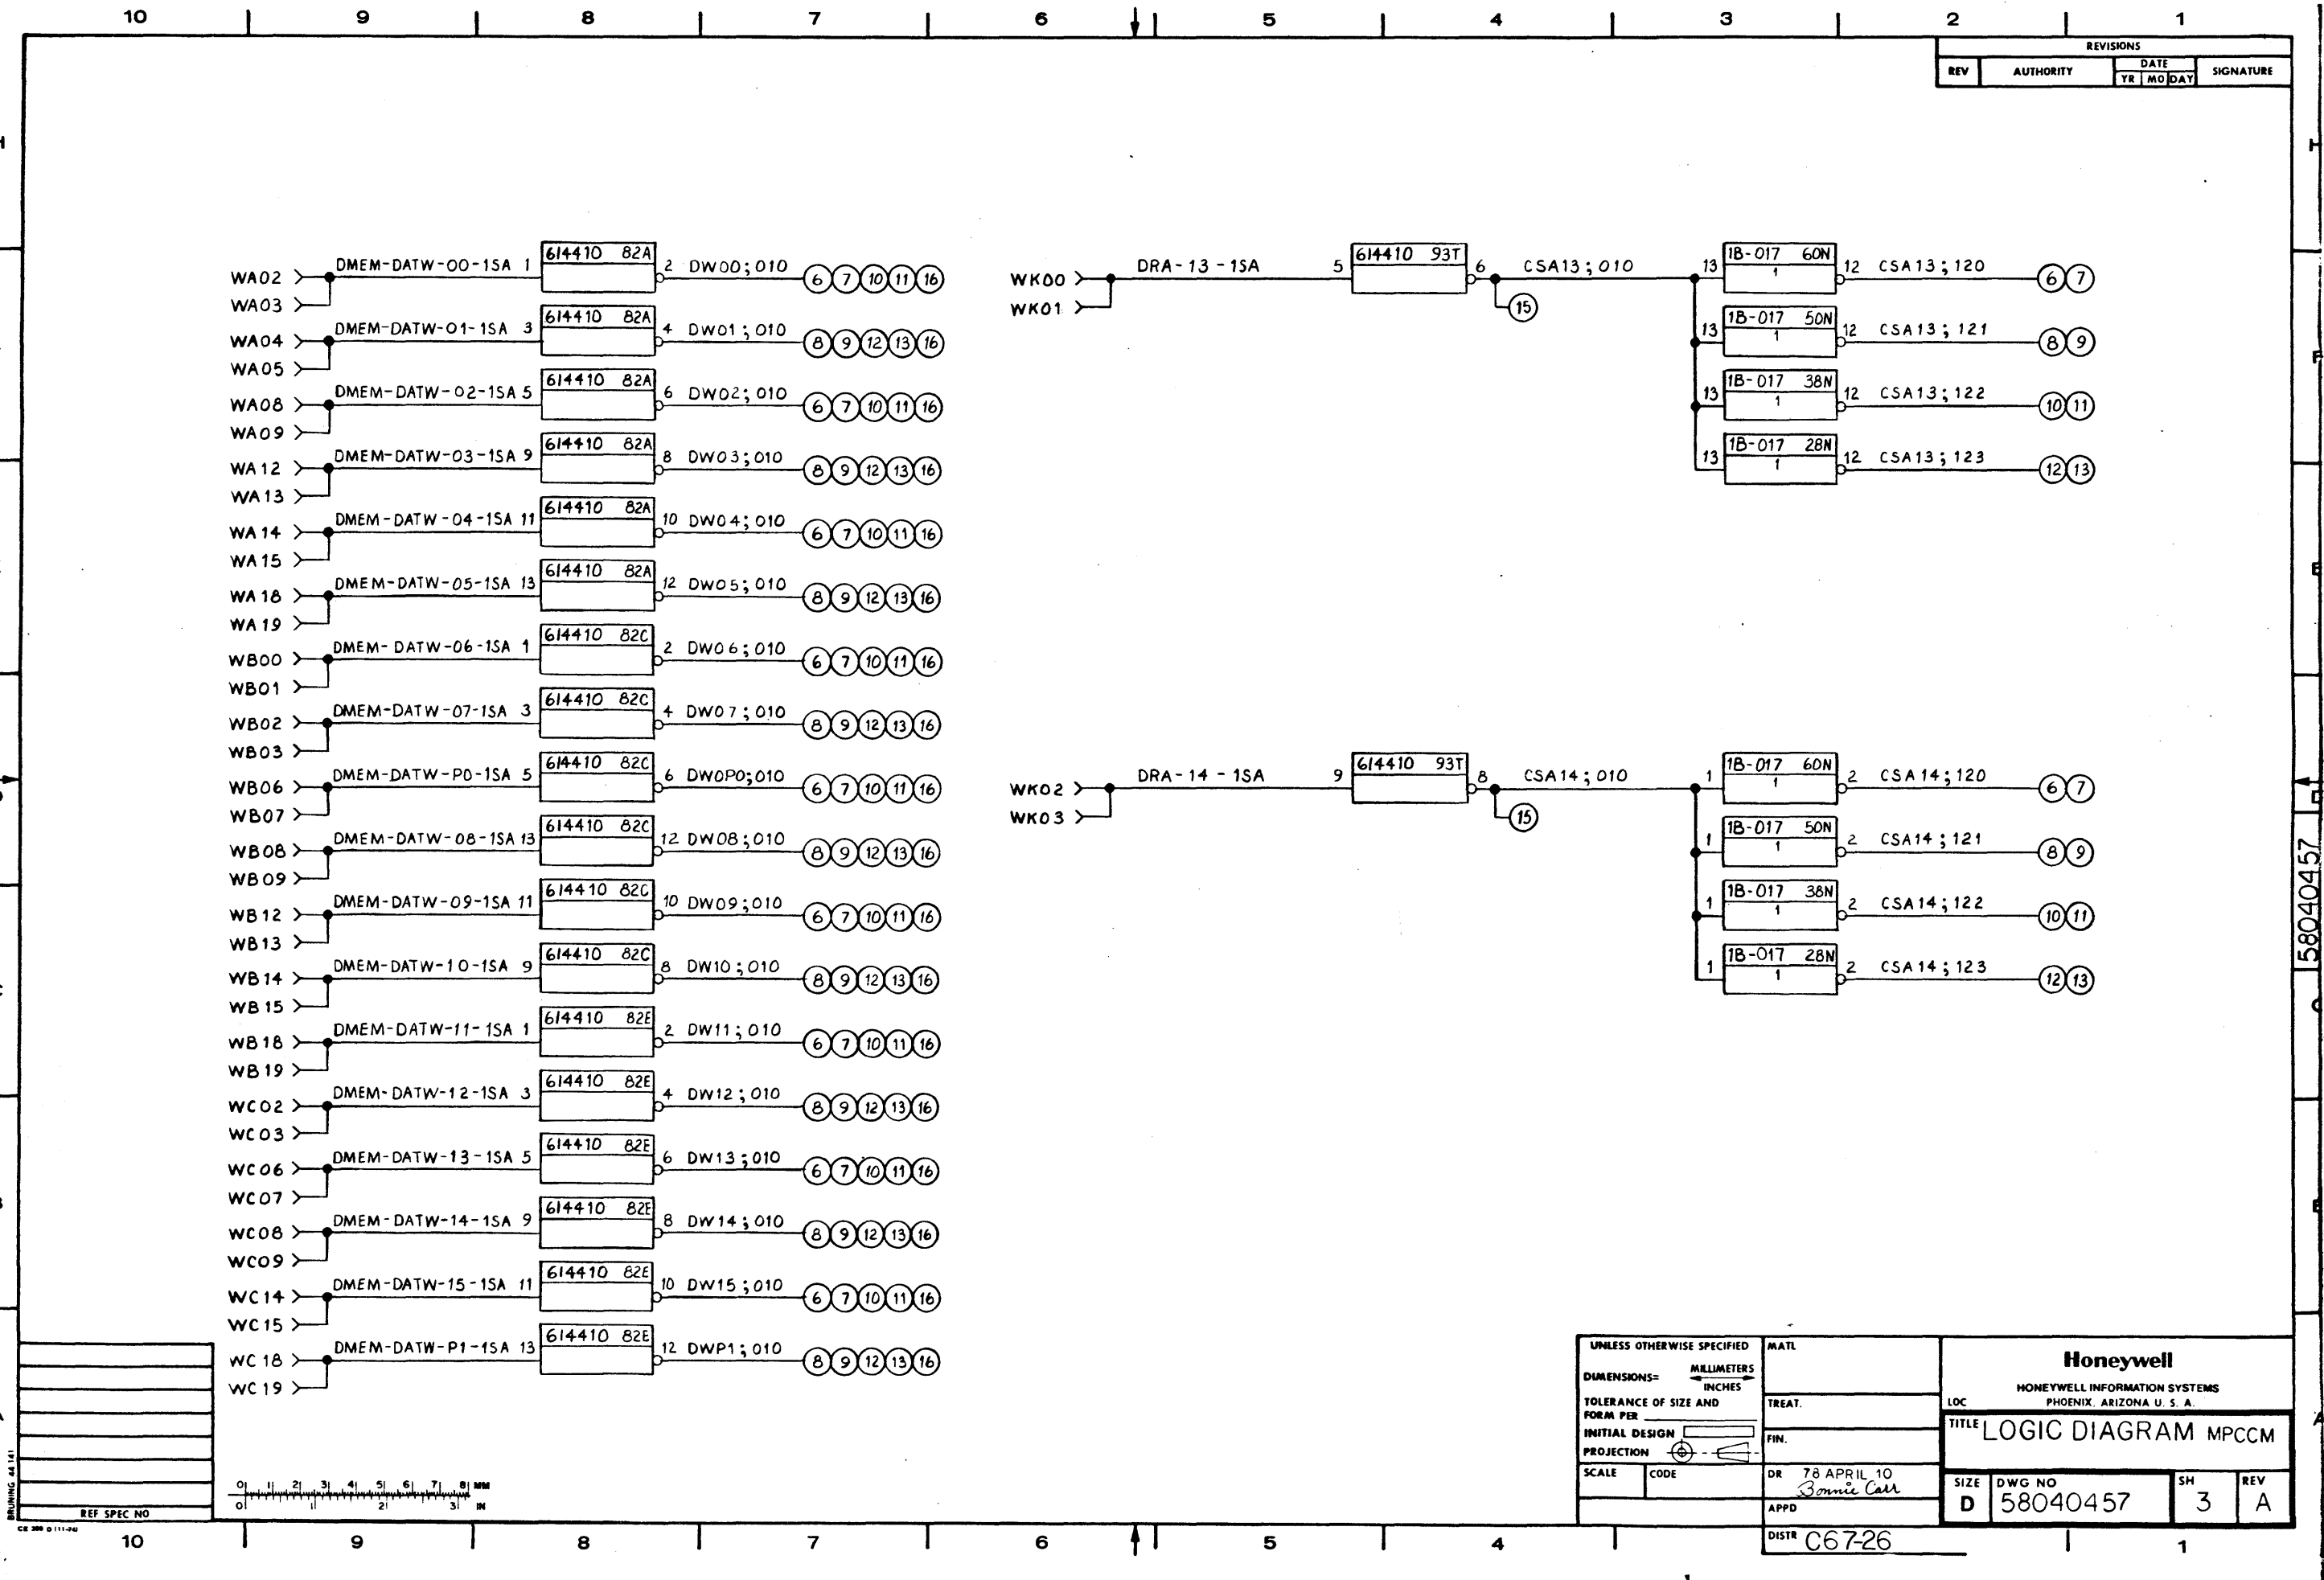 10 9 8 7 6 5 4 3 2 1
REVISIONS
REV AUTHORITY DATE YR MO DAY SIGNATURE
WA02 DMEM-DATW-00-1SA 1 614410 82A 2 DW00;010 6 7 10 11 16
WA03
WA04 DMEM-DATW-01-1SA 3 614410 82A 4 DW01;010 8 9 12 13 16
WA05
WA08 DMEM-DATW-02-1SA 5 614410 82A 6 DW02;010 6 7 10 11 16
WA09
WA12 DMEM-DATW-03-1SA 9 614410 82A 8 DW03;010 8 9 12 13 16
WA13
WA14 DMEM-DATW-04-1SA 11 614410 82A 10 DW04;010 6 7 10 11 16
WA15
WA18 DMEM-DATW-05-1SA 13 614410 82A 12 DW05;010 8 9 12 13 16
WA19
WB00 DMEM-DATW-06-1SA 1 614410 82C 2 DW06;010 6 7 10 11 16
WB01
WB02 DMEM-DATW-07-1SA 3 614410 82C 4 DW07;010 8 9 12 13 16
WB03
WB06 DMEM-DATW-P0-1SA 5 614410 82C 6 DW0P0;010 6 7 10 11 16
WB07
WB08 DMEM-DATW-08-1SA 13 614410 82C 12 DW08;010 8 9 12 13 16
WB09
WB12 DMEM-DATW-09-1SA 11 614410 82C 10 DW09;010 6 7 10 11 16
WB13
WB14 DMEM-DATW-10-1SA 9 614410 82C 8 DW10;010 8 9 12 13 16
WB15
WB18 DMEM-DATW-11-1SA 1 614410 82E 2 DW11;010 6 7 10 11 16
WB19
WC02 DMEM-DATW-12-1SA 3 614410 82E 4 DW12;010 8 9 12 13 16
WC03
WC06 DMEM-DATW-13-1SA 5 614410 82E 6 DW13;010 6 7 10 11 16
WC07
WC08 DMEM-DATW-14-1SA 9 614410 82E 8 DW14;010 8 9 12 13 16
WC09
WC14 DMEM-DATW-15-1SA 11 614410 82E 10 DW15;010 6 7 10 11 16
WC15
WC18 DMEM-DATW-P1-1SA 13 614410 82E 12 DWP1;010 8 9 12 13 16
WC19
WK00 DRA-13-1SA 5 614410 93T 6 CSA13;010 13 1B-017 60N 1 12 CSA13;120 6 7
WK01 15
13 1B-017 50N 1 12 CSA13;121 8 9
13 1B-017 38N 1 12 CSA13;122 10 11
13 1B-017 28N 1 12 CSA13;123 12 13
WK02 DRA-14-1SA 9 614410 93T 8 CSA14;010 1 1B-017 60N 1 2 CSA14;120 6 7
WK03 15
1 1B-017 50N 1 2 CSA14;121 8 9
1 1B-017 38N 1 2 CSA14;122 10 11
1 1B-017 28N 1 2 CSA14;123 12 13
58040457
REF SPEC NO
BRUNING 44 141
0 1 2 3 4 5 6 7 8 MM
0 1 2 3 IN
UNLESS OTHERWISE SPECIFIED
DIMENSIONS= MILLIMETERS
INCHES
TOLERANCE OF SIZE AND
FORM PER
INITIAL DESIGN
PROJECTION
SCALE CODE
MATL
TREAT.
FIN.
DR 78 APRIL 10
Bonnie Carr
APPD
DISTR C67-26
Honeywell
HONEYWELL INFORMATION SYSTEMS
LOC PHOENIX, ARIZONA U. S. A.
TITLE LOGIC DIAGRAM MPCCM
SIZE D DWG NO 58040457 SH 3 REV A
10 9 8 7 6 5 4 1